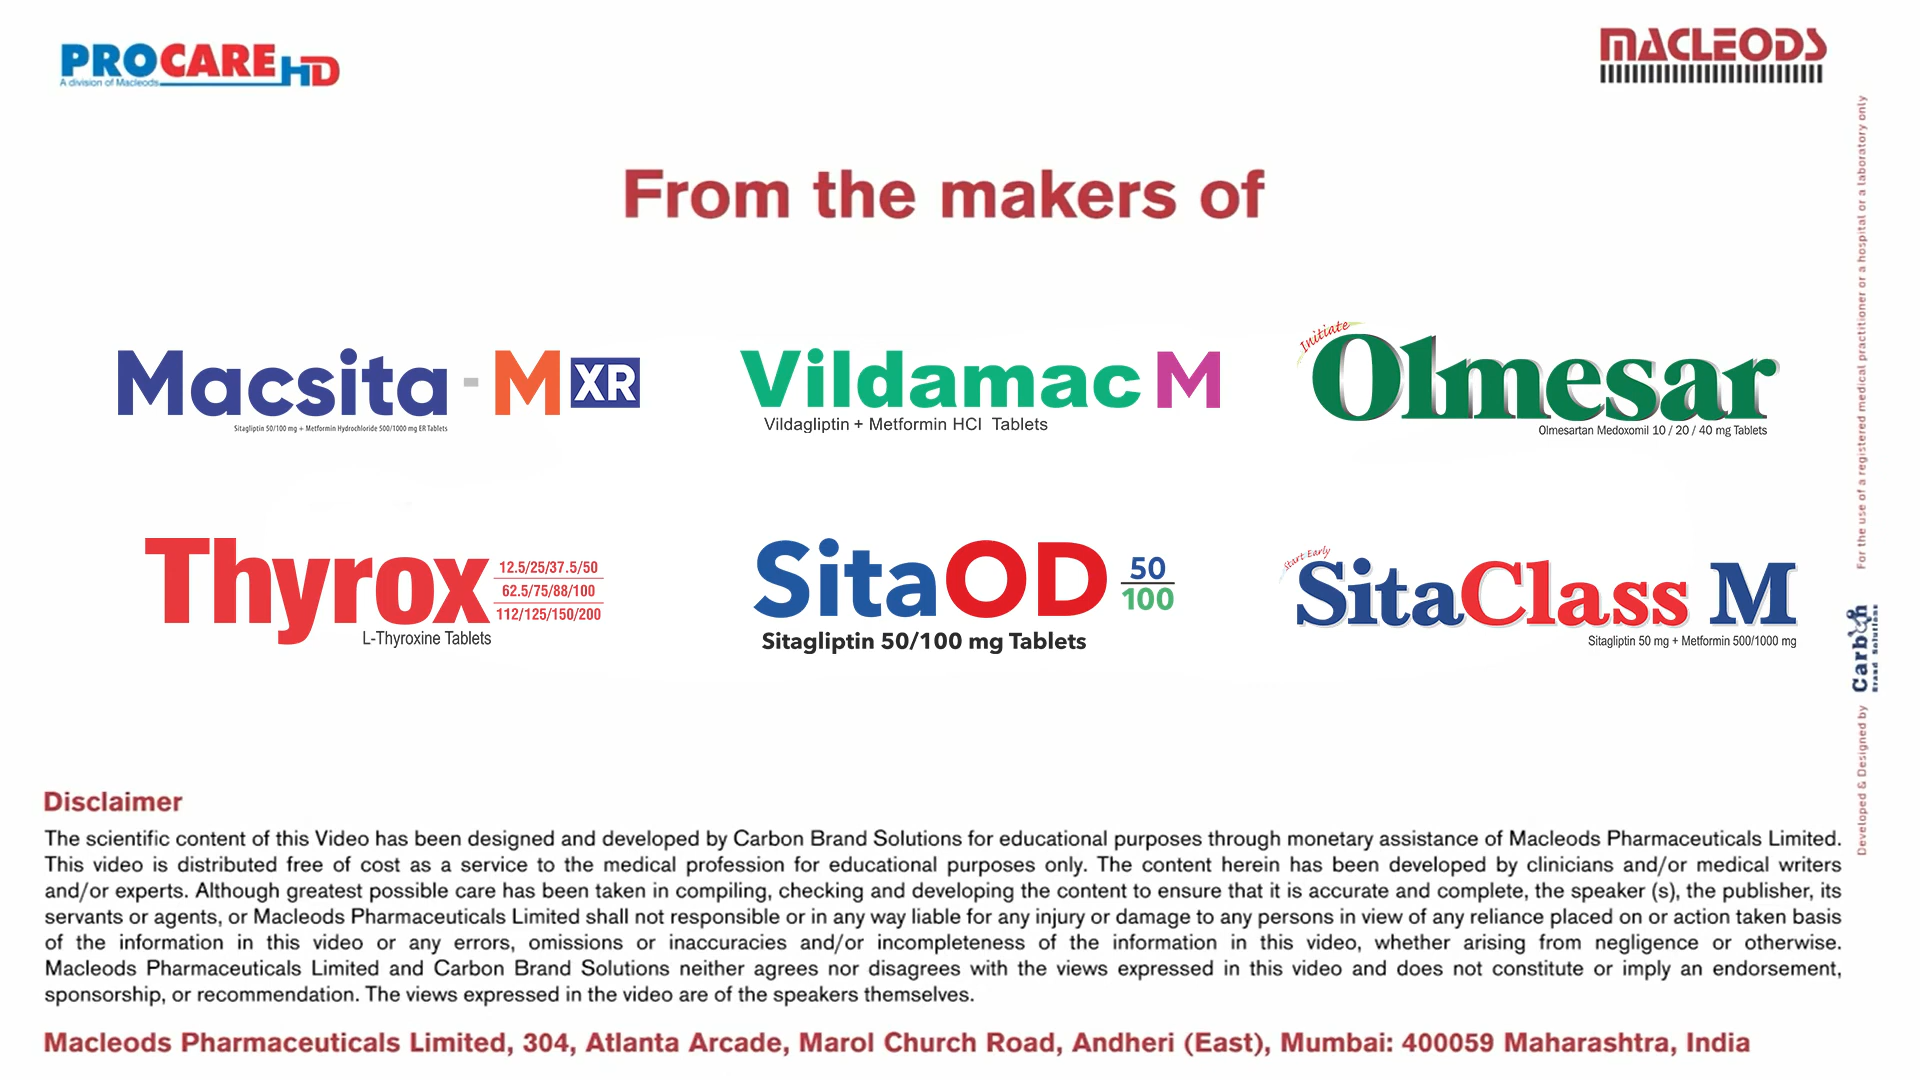 PROCARE HD
A division of Macleods
MACLEODS
From the makers of
Macsita - M XR
Sitagliptin 50/100 mg + Metformin Hydrochloride 500/1000 mg ER Tablets
Vildamac M
Vildagliptin + Metformin HCI Tablets
Initiate
Olmesar
Olmesartan Medoxomil 10 / 20 / 40 mg Tablets
Thyrox
12.5/25/37.5/50
62.5/75/88/100
112/125/150/200
L-Thyroxine Tablets
SitaOD 50
100
Sitagliptin 50/100 mg Tablets
Start Early
SitaClass M
Sitagliptin 50 mg + Metformin 500/1000 mg
For the use of a registered medical practitioner or a hospital or a laboratory only
Developed & Designed by
Carbon
Brand Solutions
Disclaimer
The scientific content of this Video has been designed and developed by Carbon Brand Solutions for educational purposes through monetary assistance of Macleods Pharmaceuticals Limited.
This video is distributed free of cost as a service to the medical profession for educational purposes only. The content herein has been developed by clinicians and/or medical writers
and/or experts. Although greatest possible care has been taken in compiling, checking and developing the content to ensure that it is accurate and complete, the speaker (s), the publisher, its
servants or agents, or Macleods Pharmaceuticals Limited shall not responsible or in any way liable for any injury or damage to any persons in view of any reliance placed on or action taken basis
of the information in this video or any errors, omissions or inaccuracies and/or incompleteness of the information in this video, whether arising from negligence or otherwise.
Macleods Pharmaceuticals Limited and Carbon Brand Solutions neither agrees nor disagrees with the views expressed in this video and does not constitute or imply an endorsement,
sponsorship, or recommendation. The views expressed in the video are of the speakers themselves.
Macleods Pharmaceuticals Limited, 304, Atlanta Arcade, Marol Church Road, Andheri (East), Mumbai: 400059 Maharashtra, India